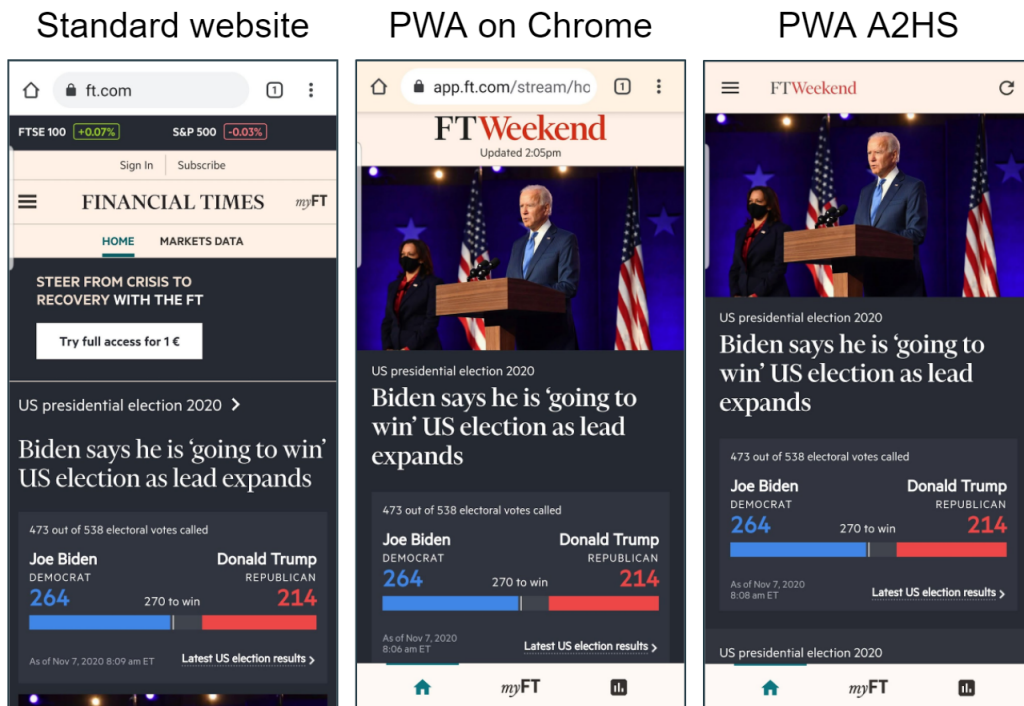 Standard website
ft.com
1
FTSE 100 +0.07% S&P 500 -0.03%
Sign In Subscribe
FINANCIAL TIMES myFT
HOME MARKETS DATA
STEER FROM CRISIS TO
RECOVERY WITH THE FT
Try full access for 1 €
US presidential election 2020
Biden says he is ‘going to win’
US election as lead expands
473 out of 538 electoral votes called
Joe Biden Donald Trump
DEMOCRAT REPUBLICAN
264 270 to win 214
As of Nov 7, 2020 8:09 am ET Latest US election results
PWA on Chrome
app.ft.com/stream/ho
1
FTWeekend
Updated 2:05pm
US presidential election 2020
Biden says he is ‘going to
win’ US election as lead
expands
473 out of 538 electoral votes called
Joe Biden Donald Trump
DEMOCRAT REPUBLICAN
264 270 to win 214
As of Nov 7, 2020
8:06 am ET Latest US election results
myFT
PWA A2HS
FTWeekend
US presidential election 2020
Biden says he is ‘going to
win’ US election as lead
expands
473 out of 538 electoral votes called
Joe Biden Donald Trump
DEMOCRAT REPUBLICAN
264 270 to win 214
As of Nov 7, 2020
8:08 am ET Latest US election results
US presidential election 2020
myFT